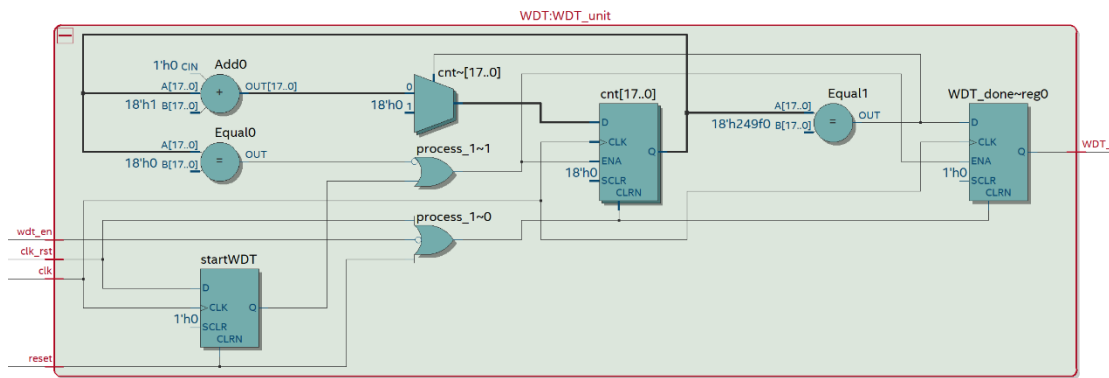 WDT:WDT_unit
1'h0 CIN
Add0
A[17..0]
OUT[17..0]
18'h1 B[17..0]
+
cnt~[17..0]
0
18'h0
1
Equal0
A[17..0]
OUT
18'h0 B[17..0]
=
process_1~1
cnt[17..0]
D
CLK
Q
ENA
18'h0
SCLR
CLRN
Equal1
A[17..0]
OUT
18'h249f0 B[17..0]
=
WDT_done~reg0
D
CLK
Q
ENA
1'h0
SCLR
CLRN
WDT_
process_1~0
wdt_en
clk_rst
clk
startWDT
D
CLK
Q
1'h0
SCLR
CLRN
reset